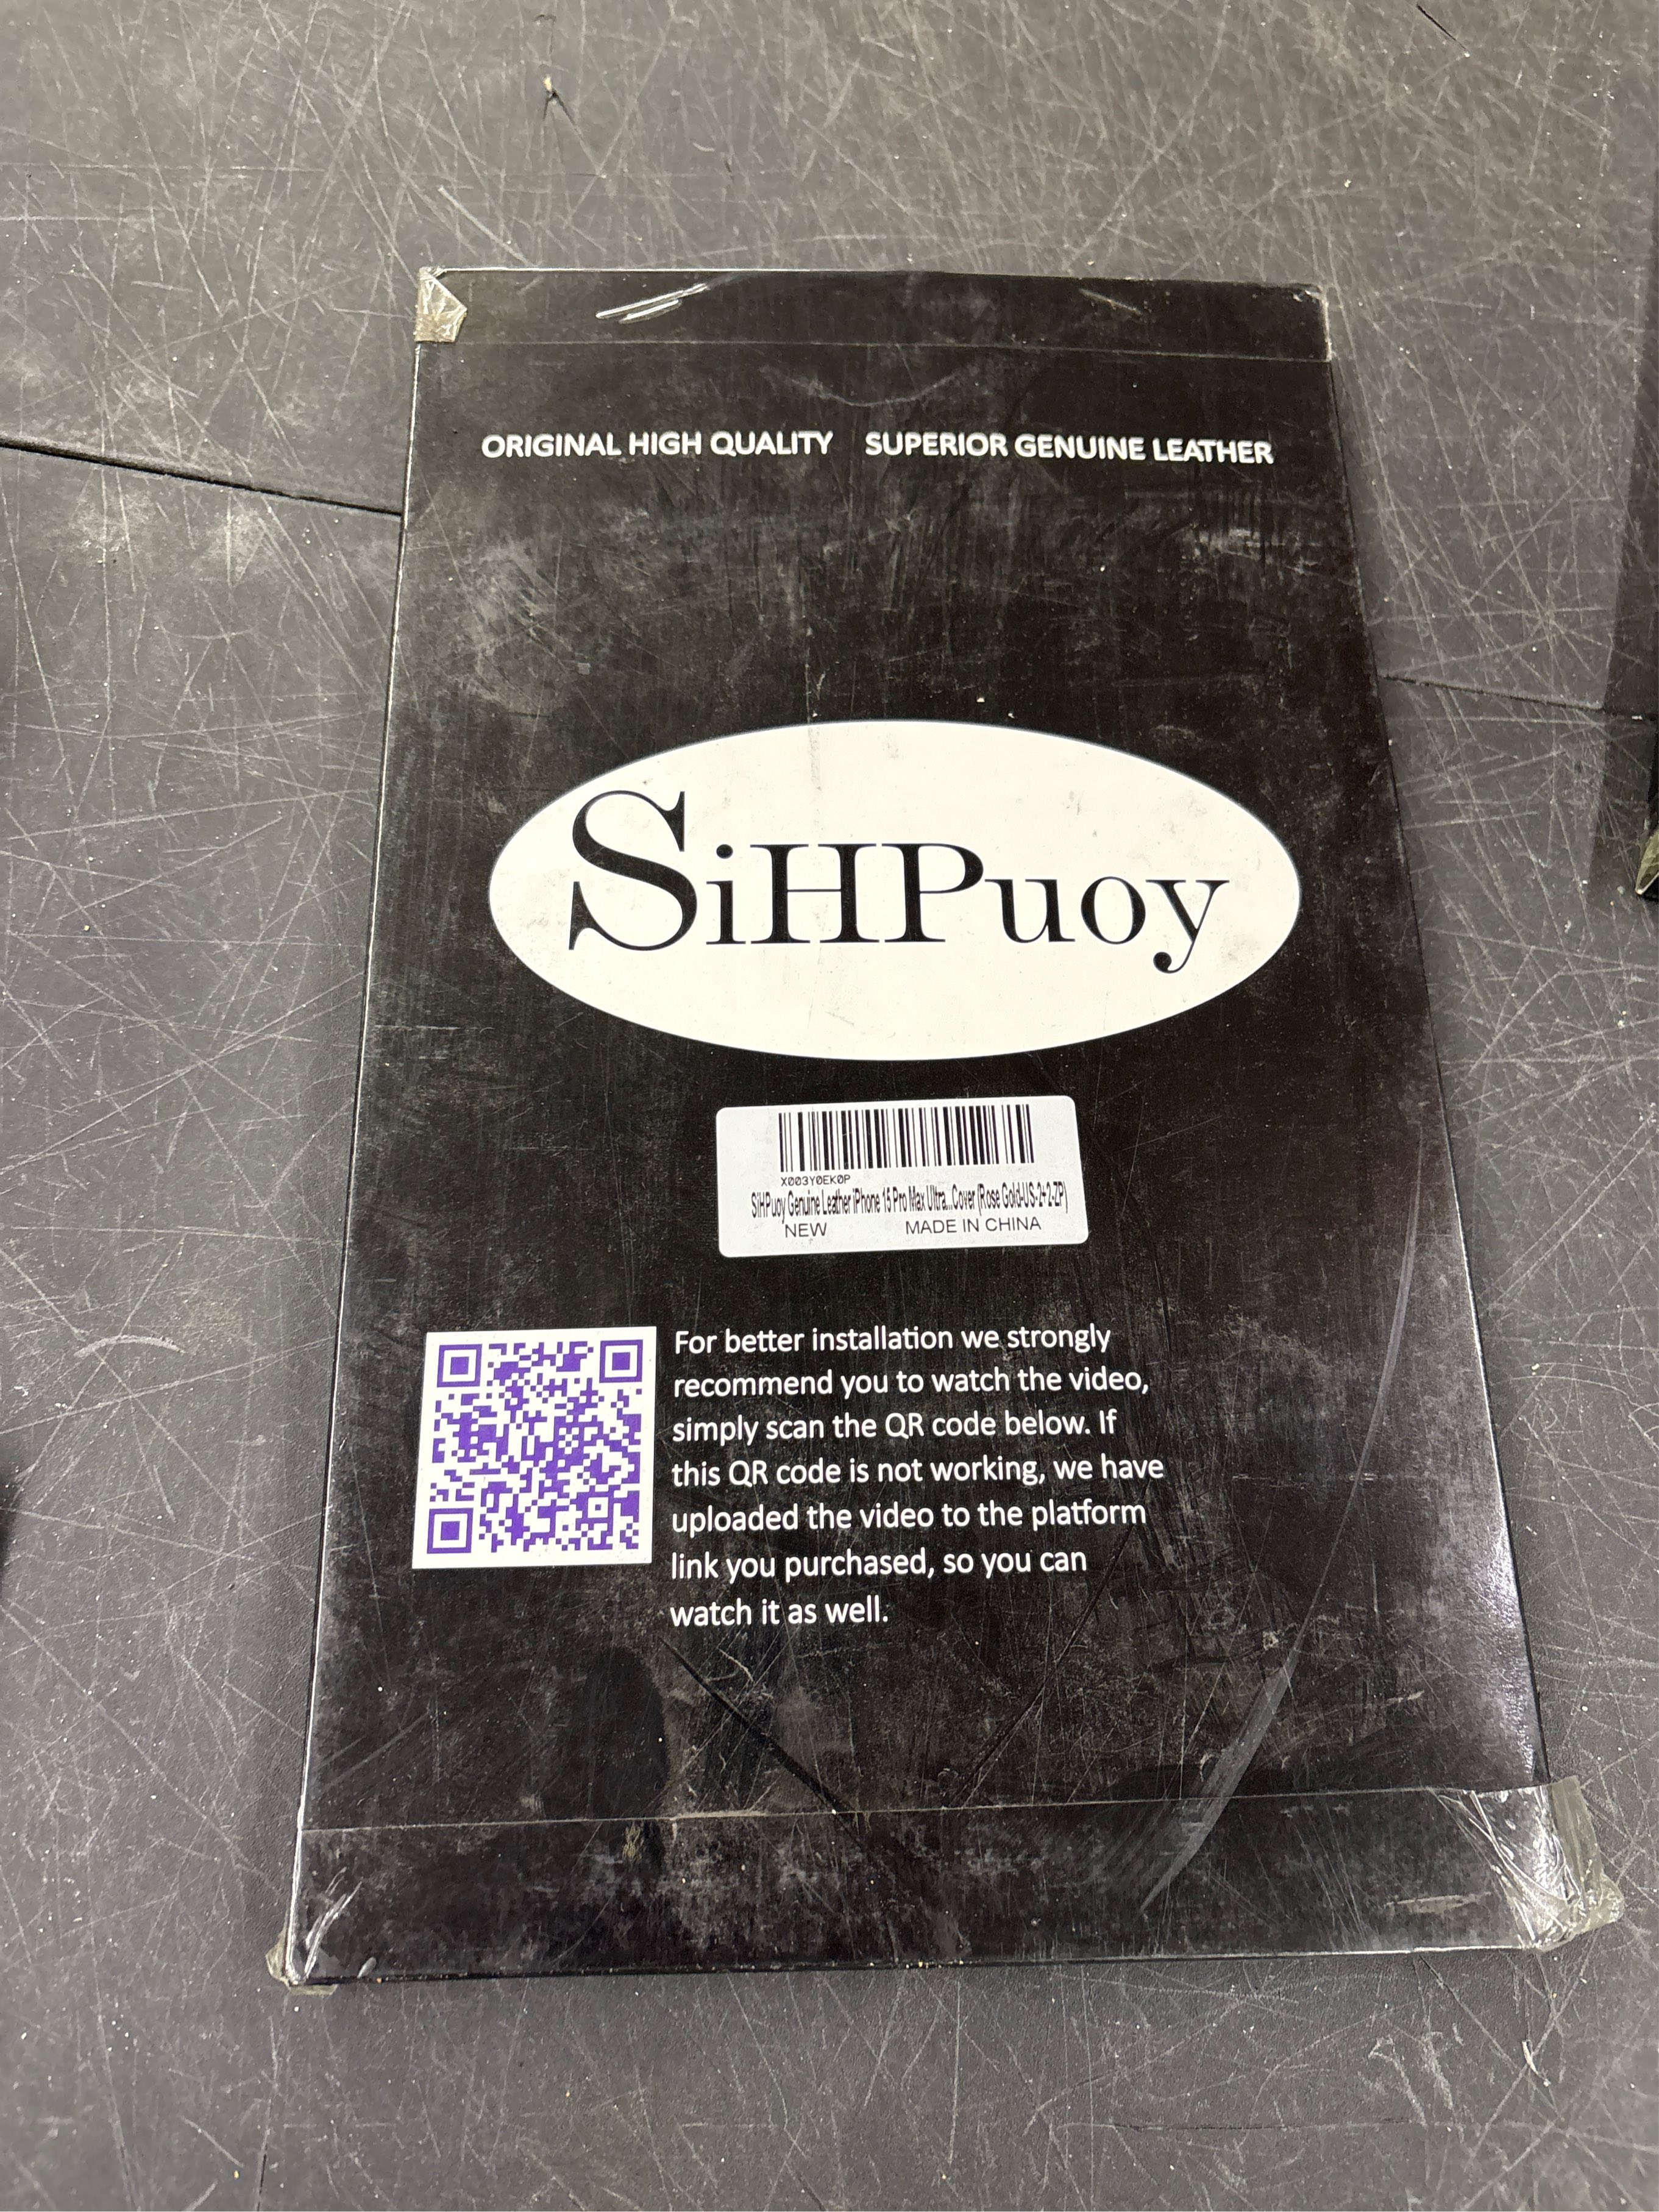 ORIGINAL HIGH QUALITY SUPERIOR GENUINE LEATHER
SiHPuoy
X003Y0EK0P
SiHPuoy Genuine Leather iPhone 15 Pro Max Ultra...Cover (Rose Gold-US-2+2-ZP)
NEW MADE IN CHINA
For better installation we strongly
recommend you to watch the video,
simply scan the QR code below. If
this QR code is not working, we have
uploaded the video to the platform
link you purchased, so you can
watch it as well.